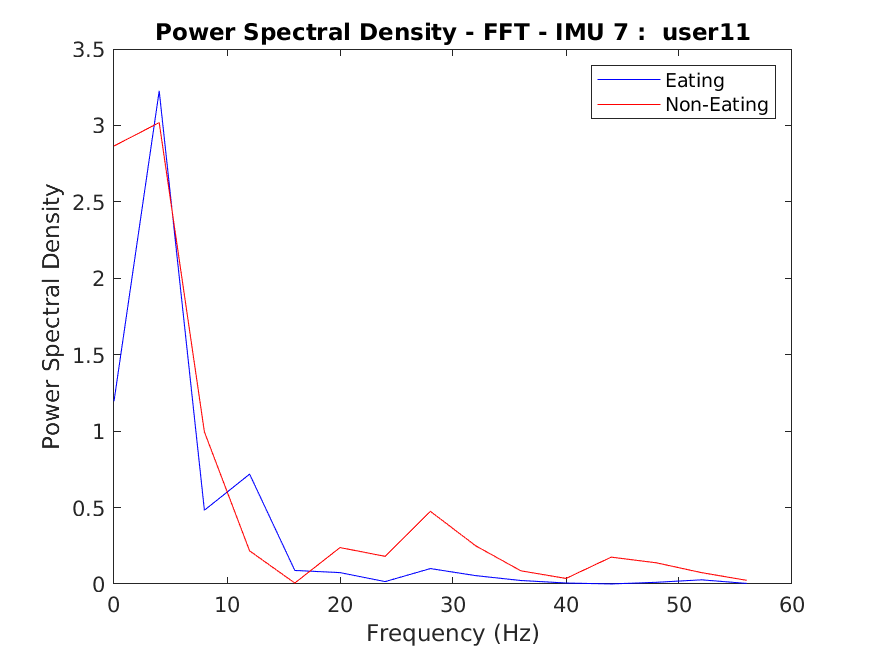 Power Spectral Density - FFT - IMU 7 :  user11
Eating
Non-Eating
Power Spectral Density
3.5
3
2.5
2
1.5
1
0.5
0
0 10 20 30 40 50 60
Frequency (Hz)